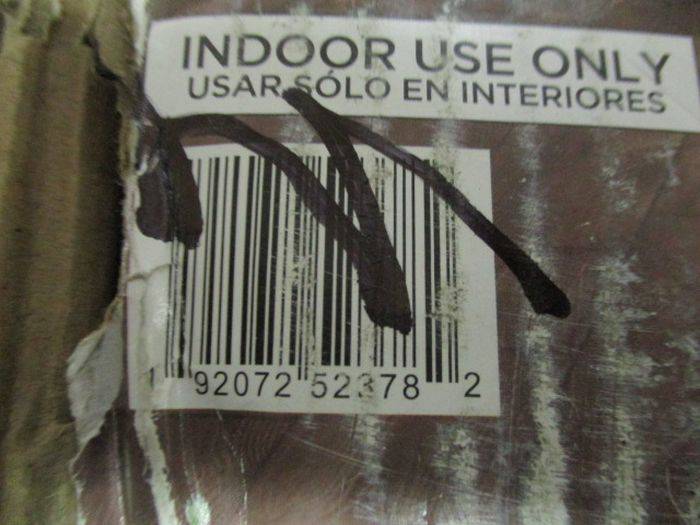 INDOOR USE ONLY
USAR SÓLO EN INTERIORES
1 92072 52378 2